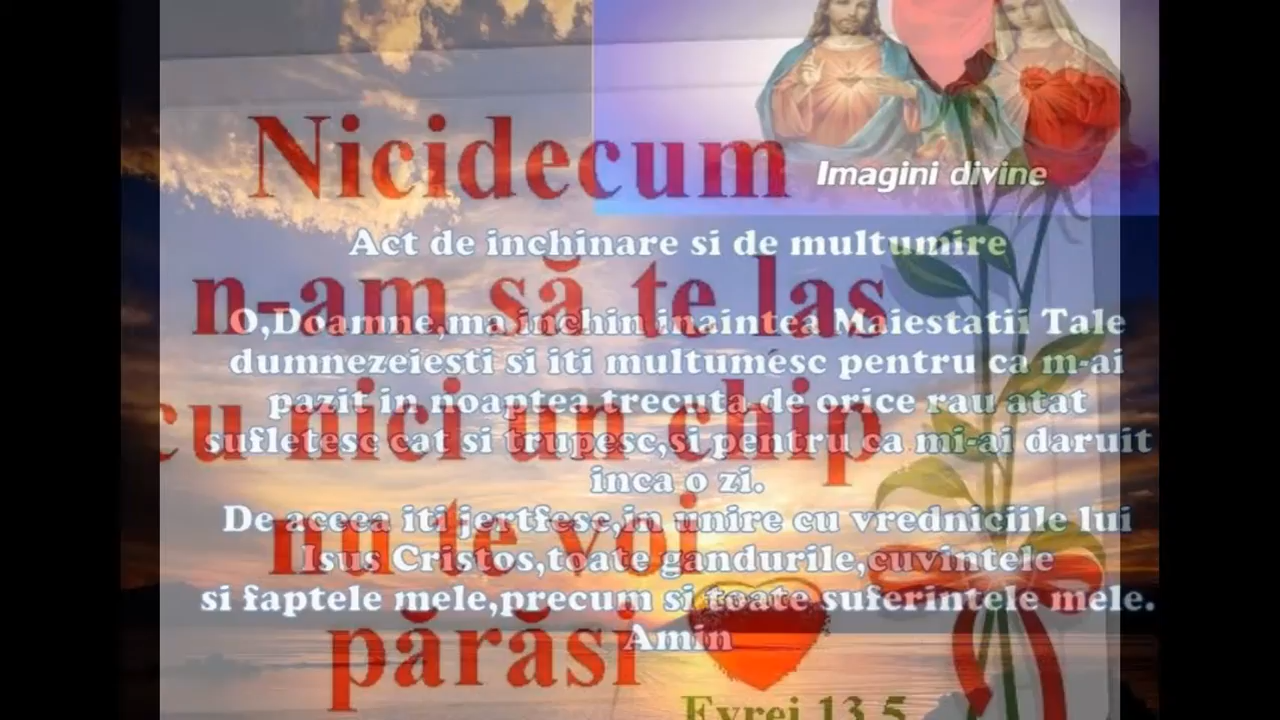 Imagini divine
Nicidecum
n-am să te las
cu nici un chip
nu te voi
părăsi
Evrei 13.5
Act de inchinare si de multumire
O,Doamne,ma inchin inaintea Maiestatii Tale
dumnezeiesti si iti multumesc pentru ca m-ai
pazit in noaptea trecuta de orice rau atat
sufletesc cat si trupesc,si pentru ca mi-ai daruit
inca o zi.
De aceea iti jertfesc,in unire cu vredniciile lui
Isus Cristos,toate gandurile,cuvintele
si faptele mele,precum si toate suferintele mele.
Amin